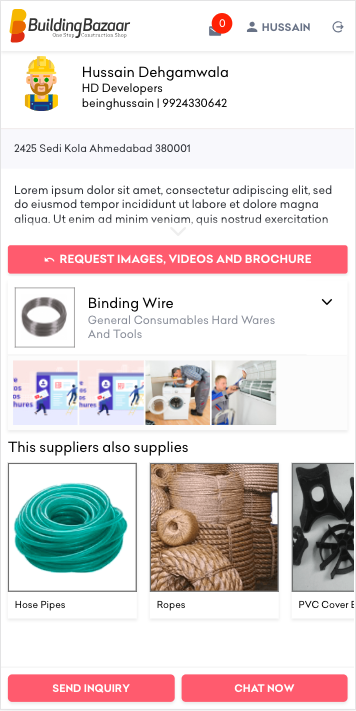 BuildingBazaar
One Stop Construction Shop
0
HUSSAIN
Hussain Dehgamwala
HD Developers
beinghussain | 9924330642
2425 Sedi Kola Ahmedabad 380001
Lorem ipsum dolor sit amet, consectetur adipiscing elit, sed
do eiusmod tempor incididunt ut labore et dolore magna
aliqua. Ut enim ad minim veniam, quis nostrud exercitation
REQUEST IMAGES, VIDEOS AND BROCHURE
Binding Wire
General Consumables Hard Wares
And Tools
This suppliers also supplies
Hose Pipes
Ropes
PVC Cover
SEND INQUIRY
CHAT NOW